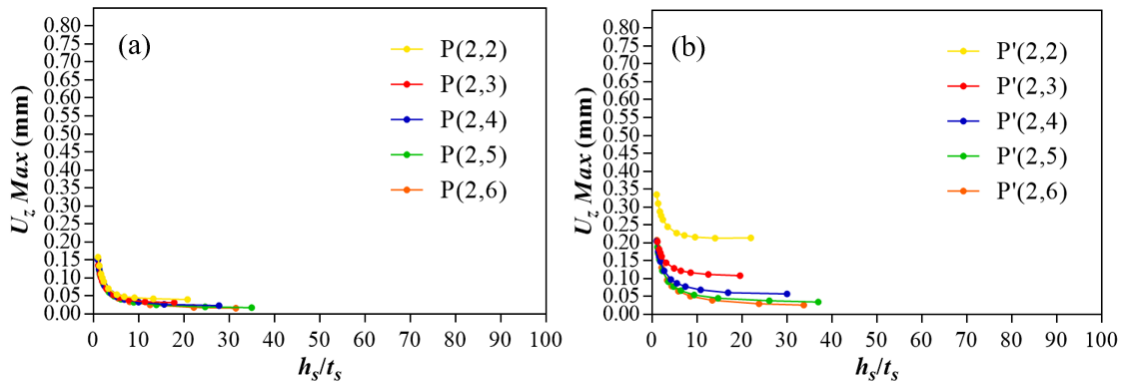 (a)
P(2,2)
P(2,3)
P(2,4)
P(2,5)
P(2,6)
0.80
0.75
0.70
0.65
0.60
0.55
0.50
0.45
0.40
0.35
0.30
0.25
0.20
0.15
0.10
0.05
0.00
U_z Max (mm)
0 10 20 30 40 50 60 70 80 90 100
h_s/t_s
(b)
P'(2,2)
P'(2,3)
P'(2,4)
P'(2,5)
P'(2,6)
0.80
0.75
0.70
0.65
0.60
0.55
0.50
0.45
0.40
0.35
0.30
0.25
0.20
0.15
0.10
0.05
0.00
U_z Max (mm)
0 10 20 30 40 50 60 70 80 90 100
h_s/t_s